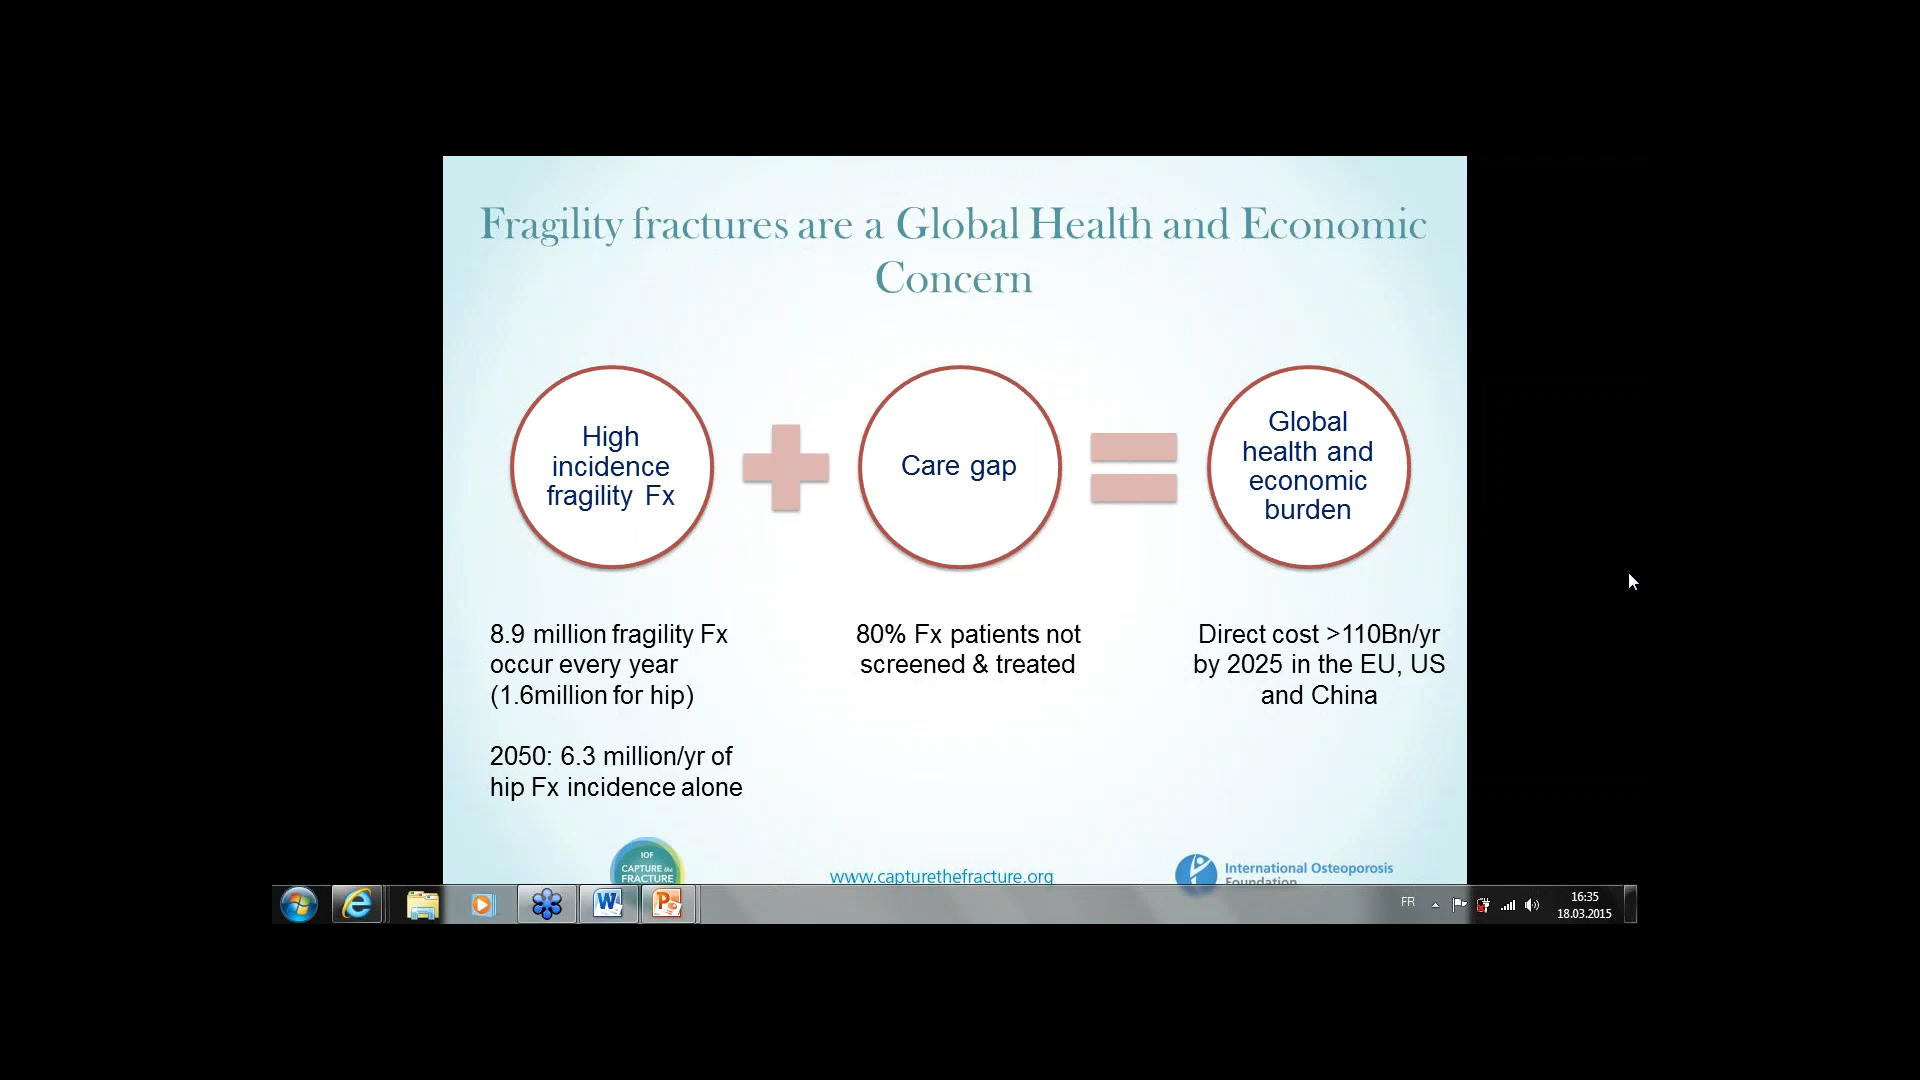 Fragility fractures are a Global Health and Economic
Concern
High
incidence
fragility Fx
Care gap
Global
health and
economic
burden
8.9 million fragility Fx
occur every year
(1.6million for hip)
2050: 6.3 million/yr of
hip Fx incidence alone
80% Fx patients not
screened & treated
Direct cost >110Bn/yr
by 2025 in the EU, US
and China
IOF
CAPTURE the
FRACTURE
www.capturethefracture.org
International Osteoporosis
Foundation
FR
16:35
18.03.2015